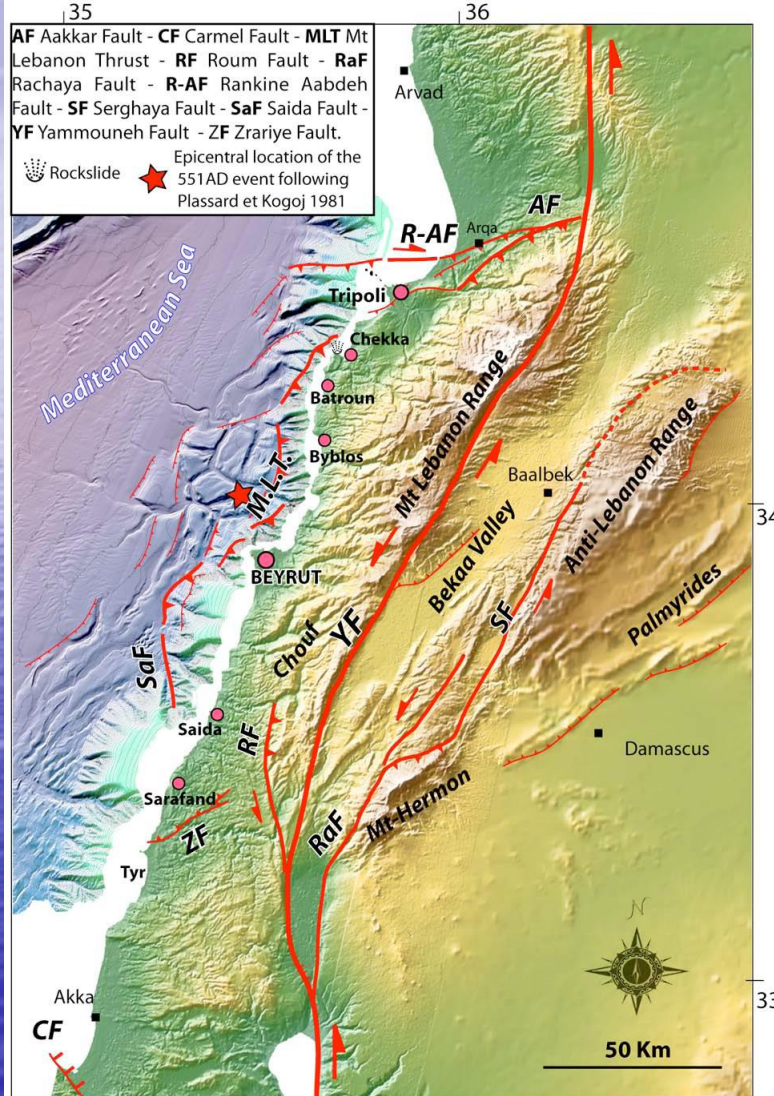 35
36
AF Aakkar Fault - CF Carmel Fault - MLT Mt
Lebanon Thrust - RF Roum Fault - RaF
Rachaya Fault - R-AF Rankine Aabdeh
Fault - SF Serghaya Fault - SaF Saida Fault -
YF Yammouneh Fault - ZF Zrariye Fault.
Rockslide
Epicentral location of the
551AD event following
Plassard et Kogoj 1981
Arvad
AF
R-AF
Arqa
Tripoli
Mediterranean Sea
Chekka
Batroun
Mt Lebanon Range
Byblos
Baalbek
Anti-Lebanon Range
M.L.T.
34
BEYRUT
Bekaa Valley
Palmyrides
Chouf
YF
SF
SaF
Saida
RF
Damascus
Sarafand
Mt-Hermon
ZF
RaF
Tyr
N
Akka
33
CF
50 Km